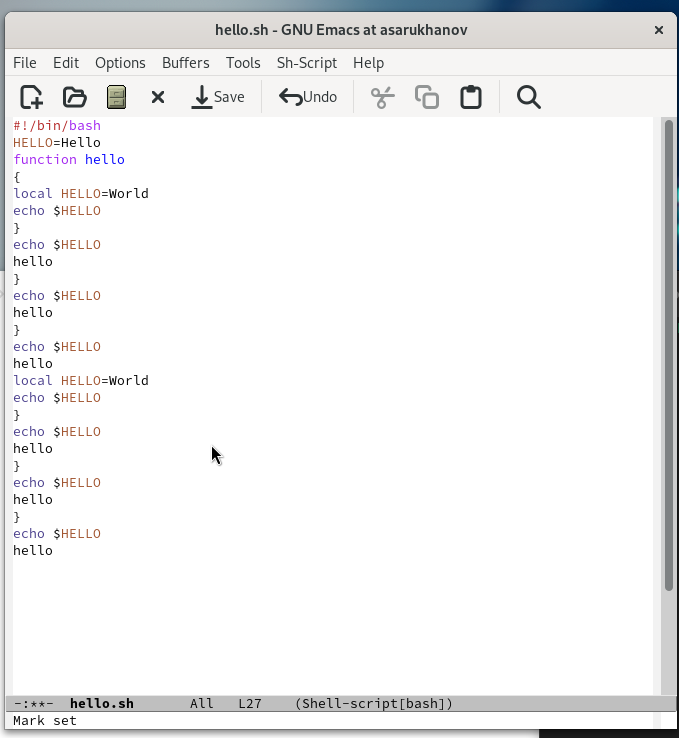 hello.sh - GNU Emacs at asarukhanov
File Edit Options Buffers Tools Sh-Script Help
Save Undo
#!/bin/bash
HELLO=Hello
function hello
{
local HELLO=World
echo $HELLO
}
echo $HELLO
hello
}
echo $HELLO
hello
}
echo $HELLO
hello
local HELLO=World
echo $HELLO
}
echo $HELLO
hello
}
echo $HELLO
hello
}
echo $HELLO
hello
-:**- hello.sh All L27 (Shell-script[bash])
Mark set